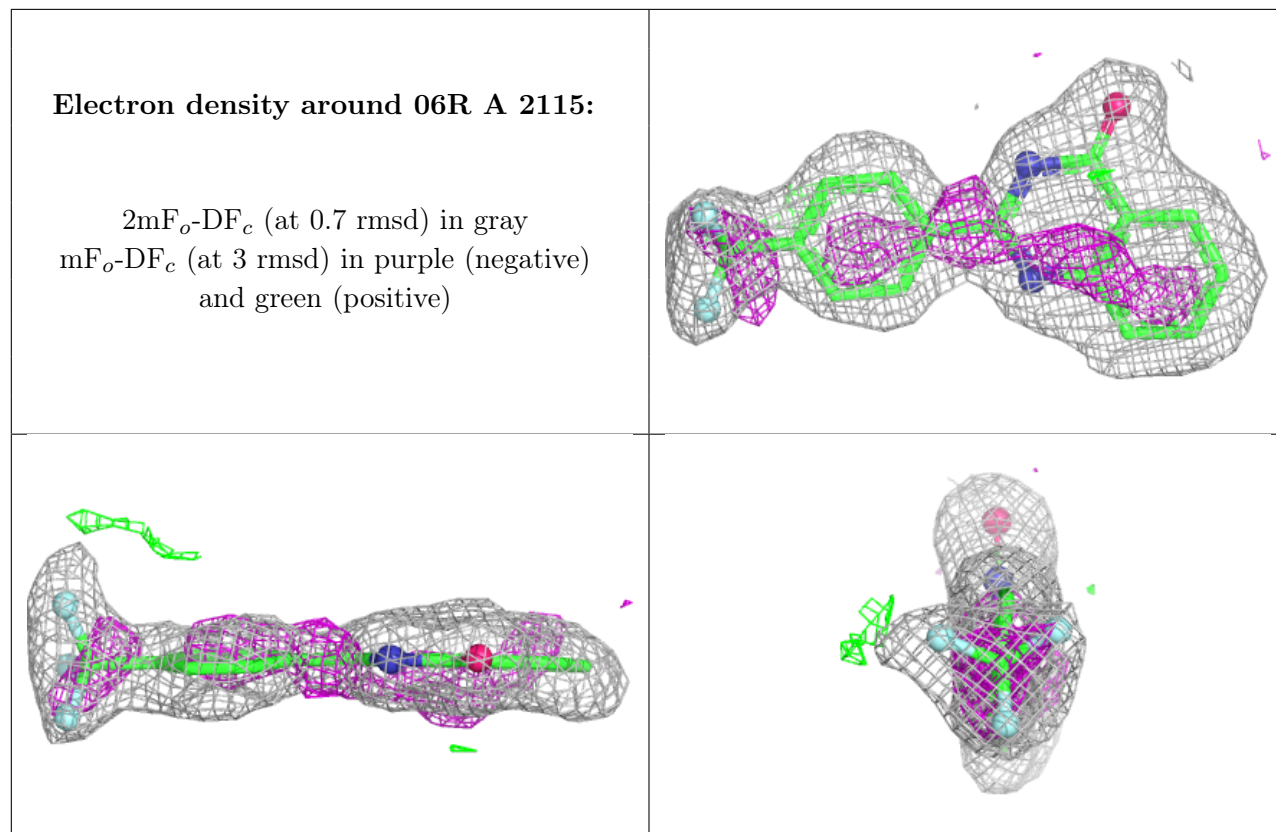 Electron density around 06R A 2115:
2mFo-DFc (at 0.7 rmsd) in gray
mFo-DFc (at 3 rmsd) in purple (negative)
and green (positive)